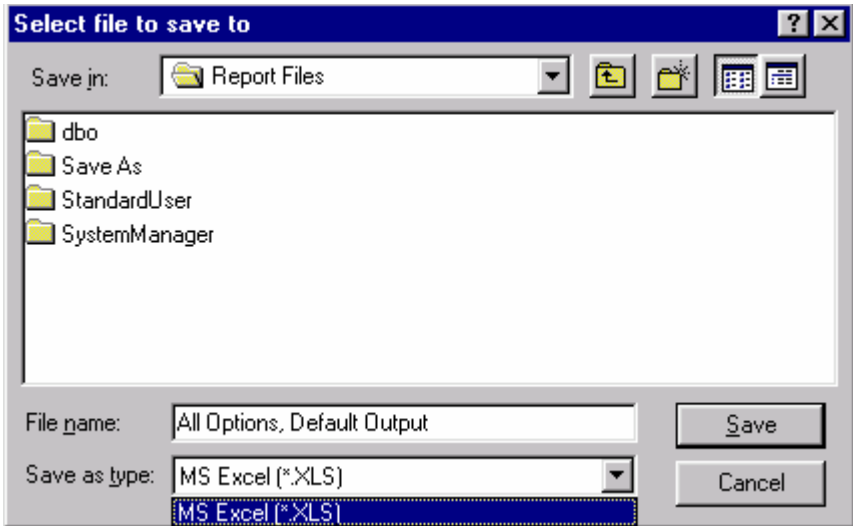 Select file to save to
Save in: Report Files
dbo
Save As
StandardUser
SystemManager
File name: All Options, Default Output Save
Save as type: MS Excel (*.XLS) Cancel
MS Excel (*.XLS)